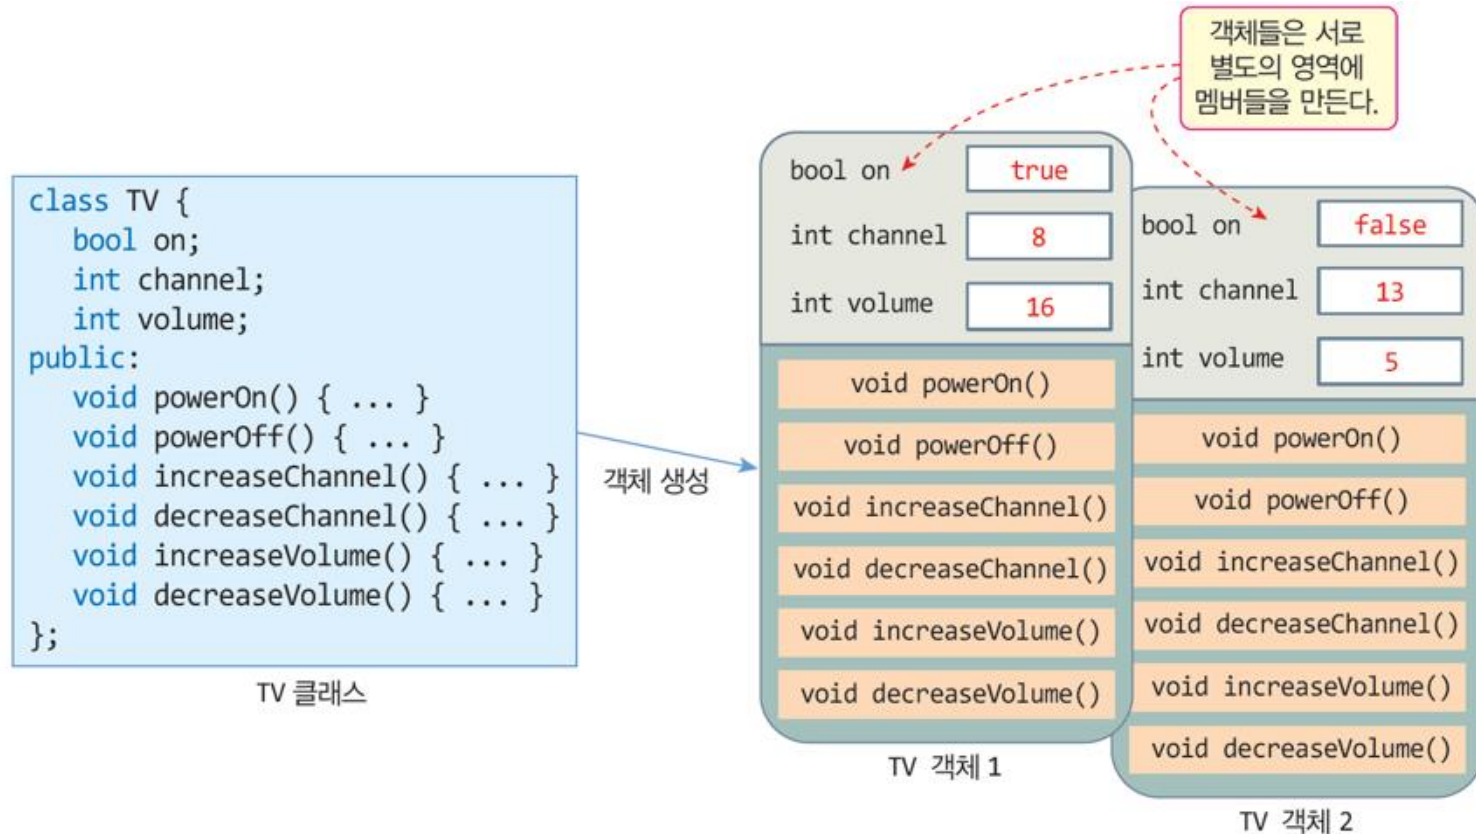 객체들은 서로
별도의 영역에
멤버들을 만든다.
class TV {
bool on;
int channel;
int volume;
public:
void powerOn() { ... }
void powerOff() { ... }
void increaseChannel() { ... }
void decreaseChannel() { ... }
void increaseVolume() { ... }
void decreaseVolume() { ... }
};
TV 클래스
객체 생성
bool on true
int channel 8
int volume 16
void powerOn()
void powerOff()
void increaseChannel()
void decreaseChannel()
void increaseVolume()
void decreaseVolume()
TV 객체 1
bool on false
int channel 13
int volume 5
void powerOn()
void powerOff()
void increaseChannel()
void decreaseChannel()
void increaseVolume()
void decreaseVolume()
TV 객체 2